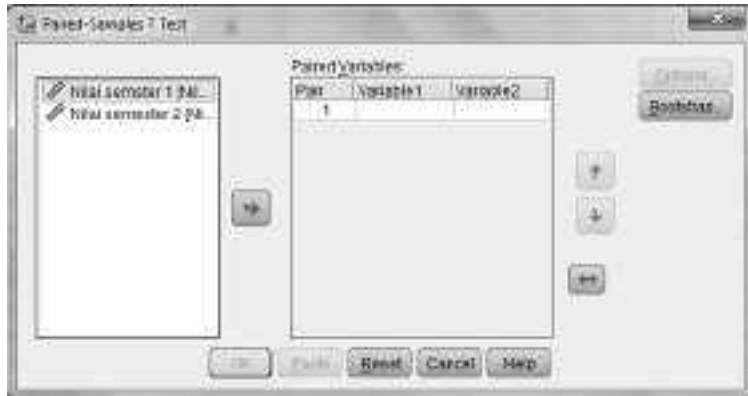 Paired-Samples T Test
Nilai semster 1 [Ni...
Nilai semester 2 [Ni...
Paired Variables:
Pair Variable1 Variable2
1
Options...
Bootstrap...
OK Paste Reset Cancel Help